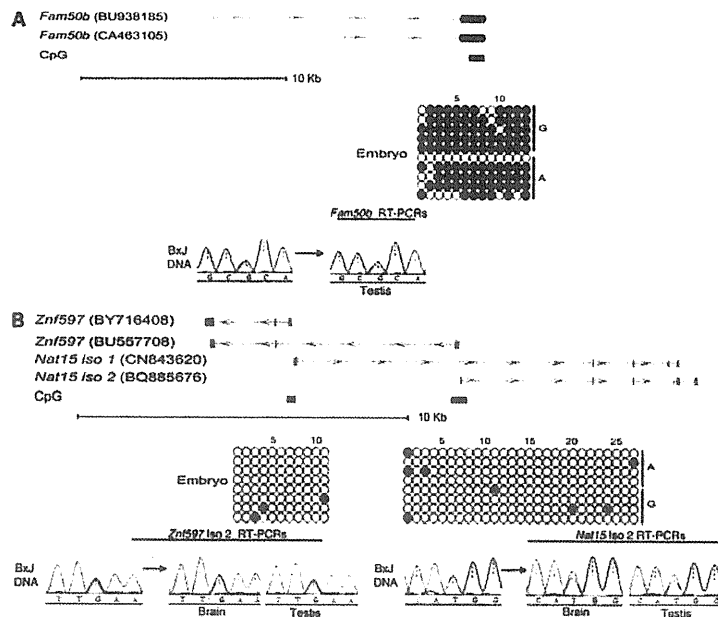 A
Fam50b (BU938185)
Fam50b (CA463105)
CpG
10 Kb
5 10
G
Embryo
A
Fam50b RT-PCRs
BxJ
DNA
G C G C A
G C G C A
Testis
B
Znf597 (BY716408)
Znf597 (BU557708)
Nat15 Iso 1 (CN843620)
Nat15 Iso 2 (BQ885676)
CpG
10 Kb
5 10
5 10 15 20 25
Embryo
A
G
Znf597 Iso 2 RT-PCRs
Nat15 Iso 2 RT-PCRs
BxJ
DNA
BxJ
DNA
T T G A A
T T G A A
A T G G
C A T G G
Brain
Testis
Brain
Testis